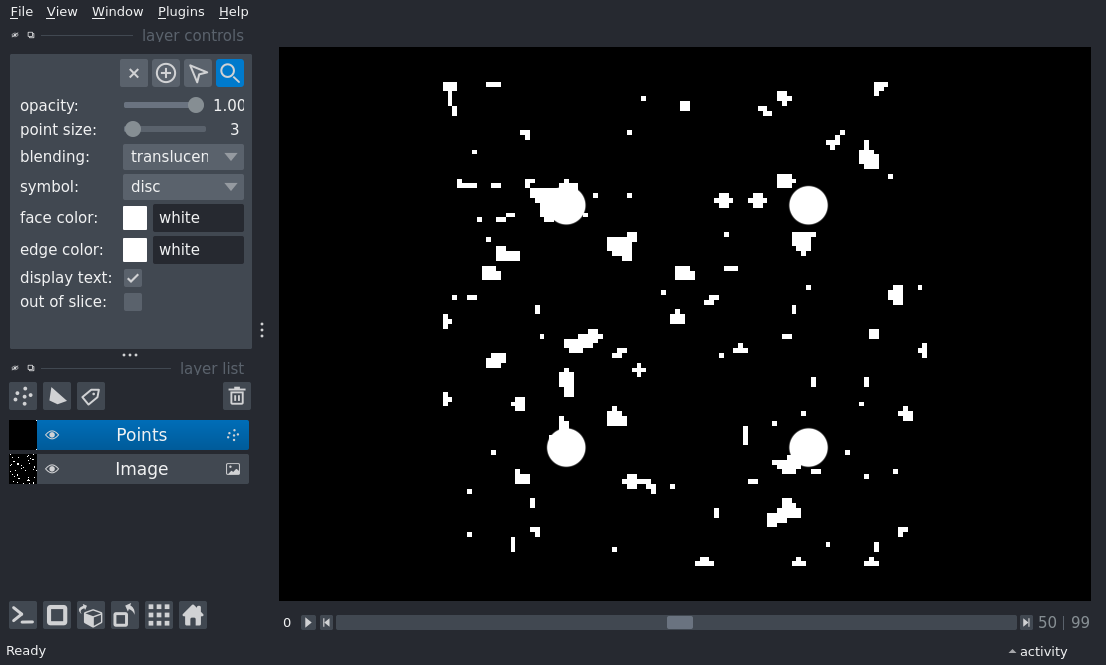 File View Window Plugins Help
layer controls
opacity: 1.00
point size: 3
blending: translucen
symbol: disc
face color: white
edge color: white
display text:
out of slice:
layer list
Points
Image
0 50 | 99
Ready
activity